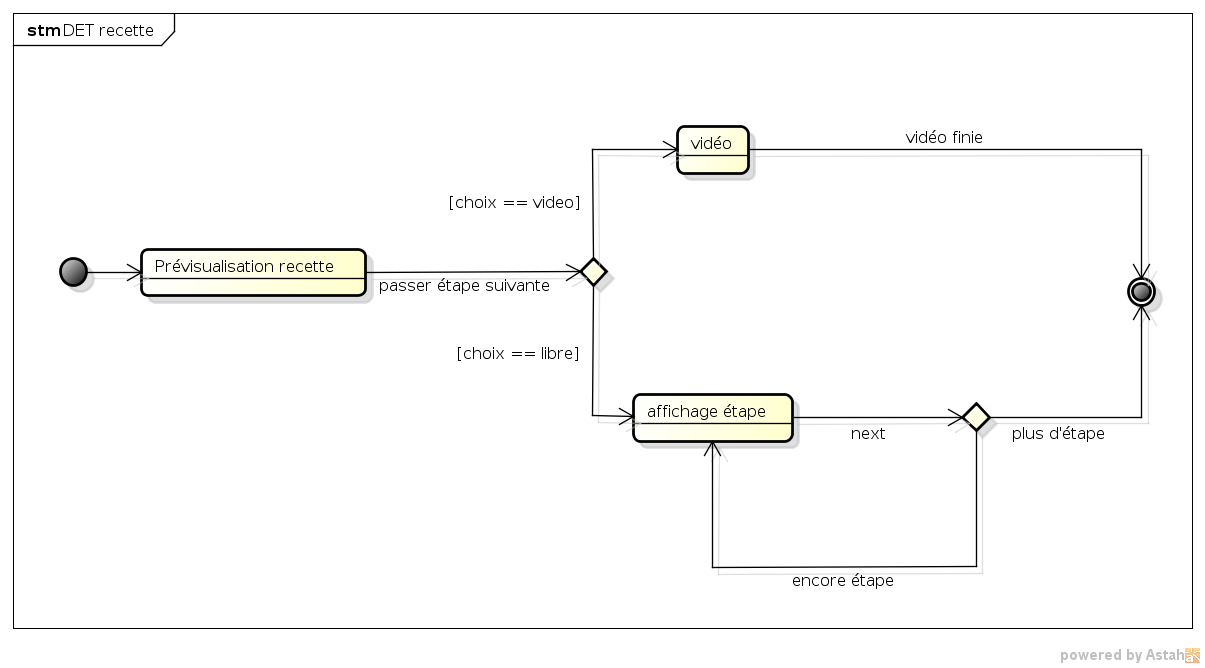 stm DET recette
vidéo
vidéo finie
[choix == video]
Prévisualisation recette
passer étape suivante
[choix == libre]
affichage étape
next
plus d'étape
encore étape
powered by Astah